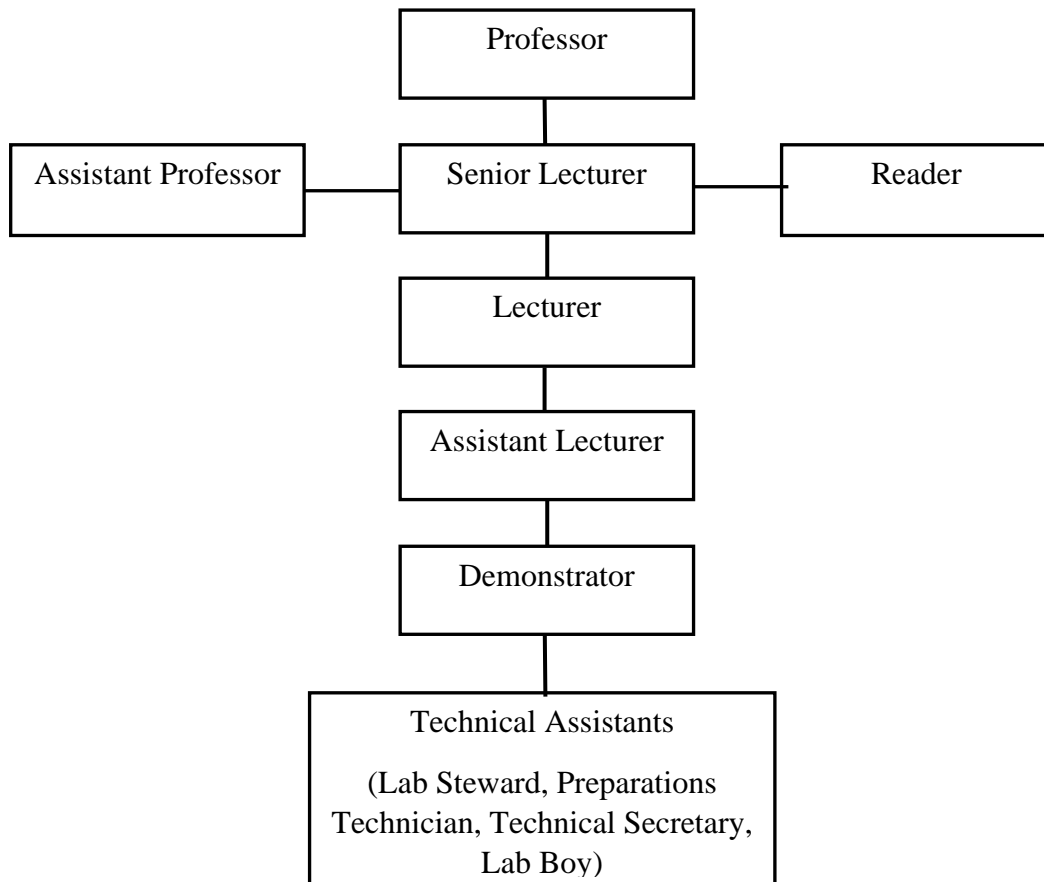 Professor
Assistant Professor
Senior Lecturer
Reader
Lecturer
Assistant Lecturer
Demonstrator
Technical Assistants
(Lab Steward, Preparations
Technician, Technical Secretary,
Lab Boy)